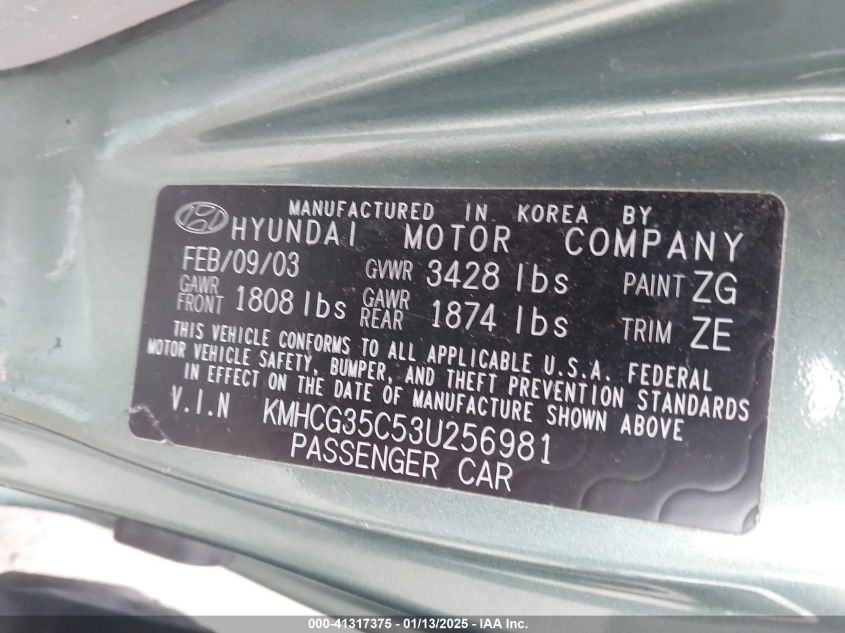 MANUFACTURED IN KOREA BY
HYUNDAI MOTOR COMPANY
FEB/09/03 GVWR 3428 lbs PAINT ZG
GAWR FRONT 1808 lbs GAWR REAR 1874 lbs TRIM ZE
THIS VEHICLE CONFORMS TO ALL APPLICABLE U.S.A. FEDERAL
MOTOR VEHICLE SAFETY, BUMPER, AND THEFT PREVENTION STANDARDS
IN EFFECT ON THE DATE OF MANUFACTURE SHOWN ABOVE
V.I.N KMHCG35C53U256981
PASSENGER CAR
000-41317375 - 01/13/2025 - IAA Inc.